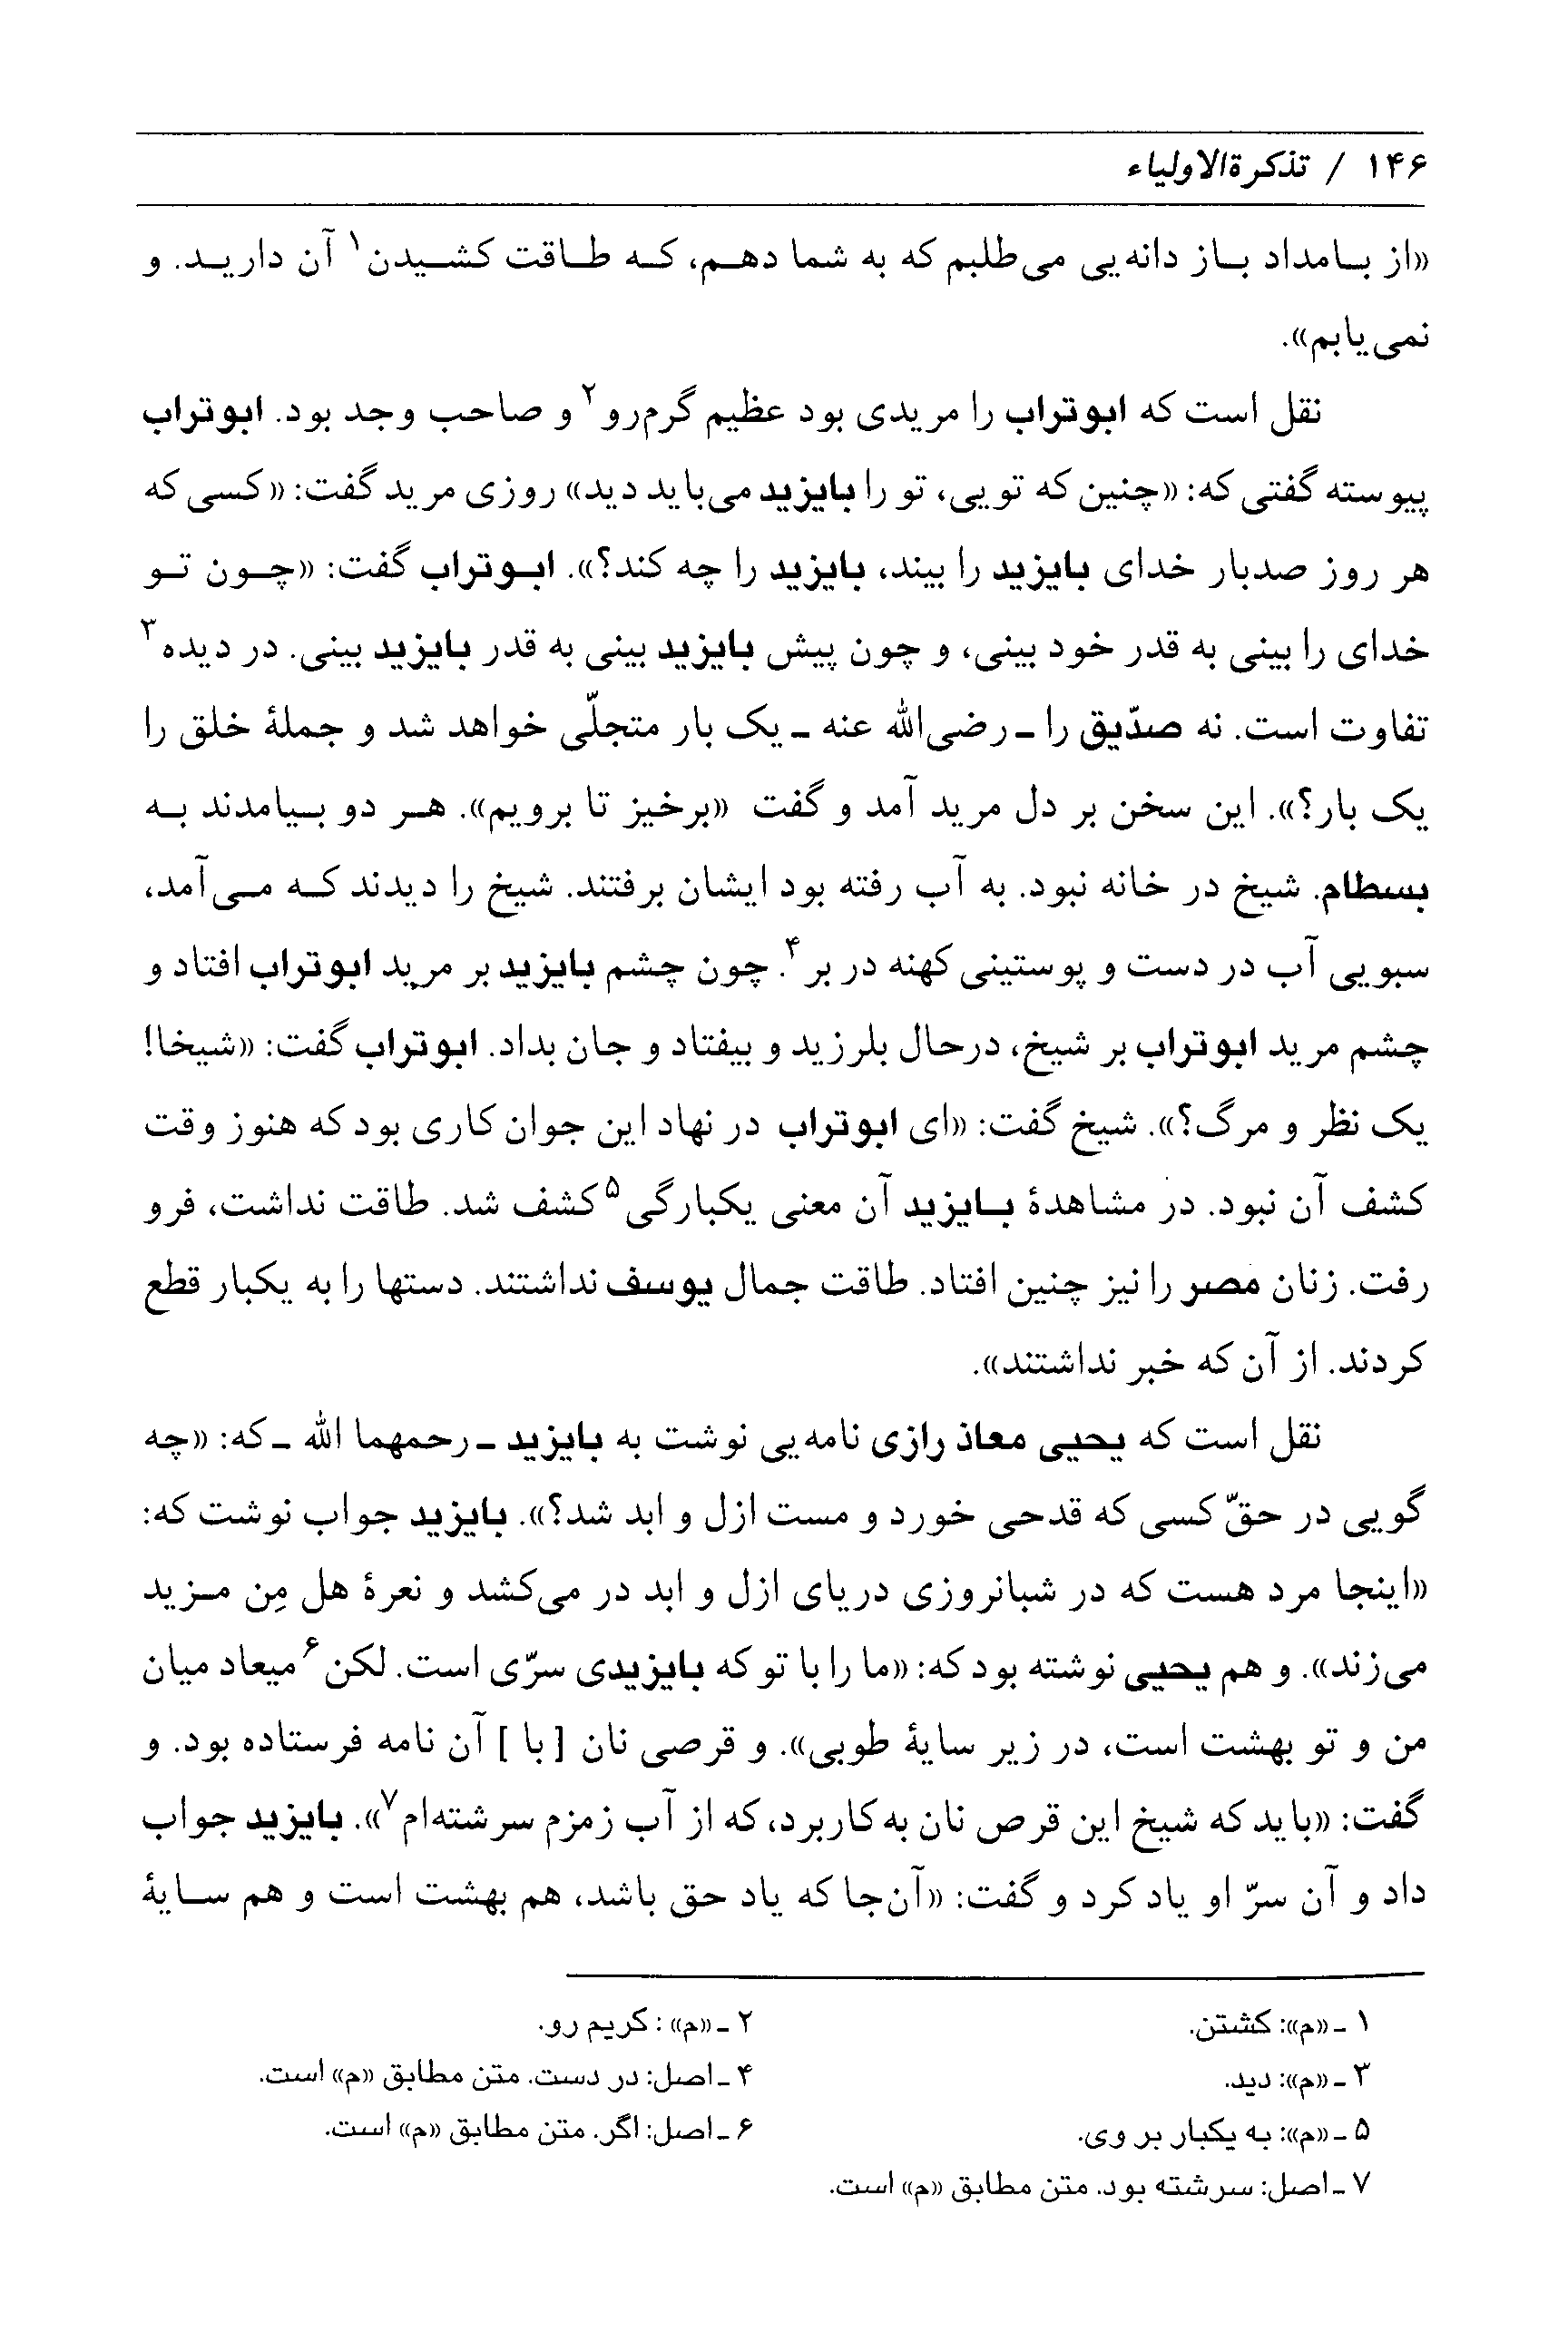 ۱۴۶ / تذکرةالاولیاء
«از بامداد باز دانه‌یی می‌طلبم که به شما دهم، که طاقت کشیدن۱ آن دارید. و
نمی‌یابم».
نقل است که ابوتراب را مریدی بود عظیم گرم‌رو۲ و صاحب وجد بود. ابوتراب
پیوسته گفتی که: «چنین که تویی، تو را بایزید می‌باید دید» روزی مرید گفت: «کسی که
هر روز صدبار خدای بایزید را بیند، بایزید را چه کند؟». ابوتراب گفت: «چون تو
خدای را بینی به قدر خود بینی، و چون پیش بایزید بینی به قدر بایزید بینی. در دیده۳
تفاوت است. نه صدّیق را ـ رضی‌الله عنه ـ یک بار متجلّی خواهد شد و جملهٔ خلق را
یک بار؟». این سخن بر دل مرید آمد و گفت «برخیز تا برویم». هر دو بیامدند به
بسطام. شیخ در خانه نبود. به آب رفته بود ایشان برفتند. شیخ را دیدند که می‌آمد،
سبویی آب در دست و پوستینی کهنه در بر۴. چون چشم بایزید بر مرید ابوتراب افتاد و
چشم مرید ابوتراب بر شیخ، درحال بلرزید و بیفتاد و جان بداد. ابوتراب گفت: «شیخا!
یک نظر و مرگ؟». شیخ گفت: «ای ابوتراب در نهاد این جوان کاری بود که هنوز وقت
کشف آن نبود. در مشاهدهٔ بایزید آن معنی یکبارگی۵ کشف شد. طاقت نداشت، فرو
رفت. زنان مصر را نیز چنین افتاد. طاقت جمال یوسف نداشتند. دستها را به یکبار قطع
کردند. از آن که خبر نداشتند».
نقل است که یحیی معاذ رازی نامه‌یی نوشت به بایزید ـ رحمهما الله ـ که: «چه
گویی در حقّ کسی که قدحی خورد و مست ازل و ابد شد؟». بایزید جواب نوشت که:
«اینجا مرد هست که در شبانروزی دریای ازل و ابد در می‌کشد و نعرهٔ هل مِن مزید
می‌زند». و هم یحیی نوشته بود که: «ما را با تو که بایزیدی سرّی است. لکن۶ میعاد میان
من و تو بهشت است، در زیر سایهٔ طوبی». و قرصی نان [ با ] آن نامه فرستاده بود. و
گفت: «باید که شیخ این قرص نان به‌کار برد، که از آب زمزم سرشته‌ام۷». بایزید جواب
داد و آن سرّ او یاد کرد و گفت: «آن‌جا که یاد حق باشد، هم بهشت است و هم سایهٔ
۱ ـ «م»: کشتن.
۲ ـ «م» : کریم رو.
۳ ـ «م»: دید.
۴ ـ اصل: در دست. متن مطابق «م» است.
۵ ـ «م»: به یکبار بر وی.
۶ ـ اصل: اگر. متن مطابق «م» است.
۷ ـ اصل: سرشته بود. متن مطابق «م» است.